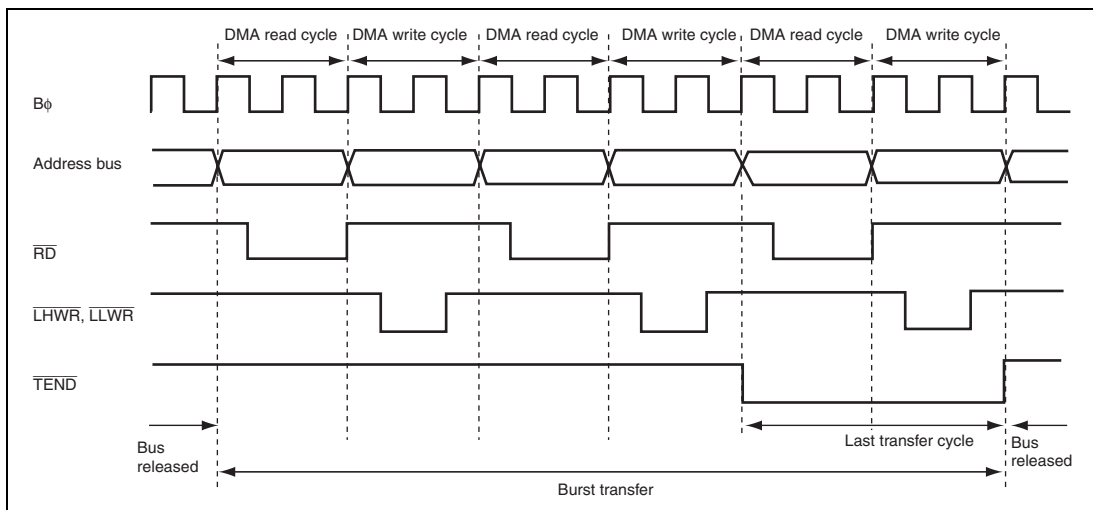 DMA read cycle DMA write cycle DMA read cycle DMA write cycle DMA read cycle DMA write cycle
Bϕ
Address bus
RD
LHWR, LLWR
TEND
Bus released
Last transfer cycle
Bus released
Burst transfer